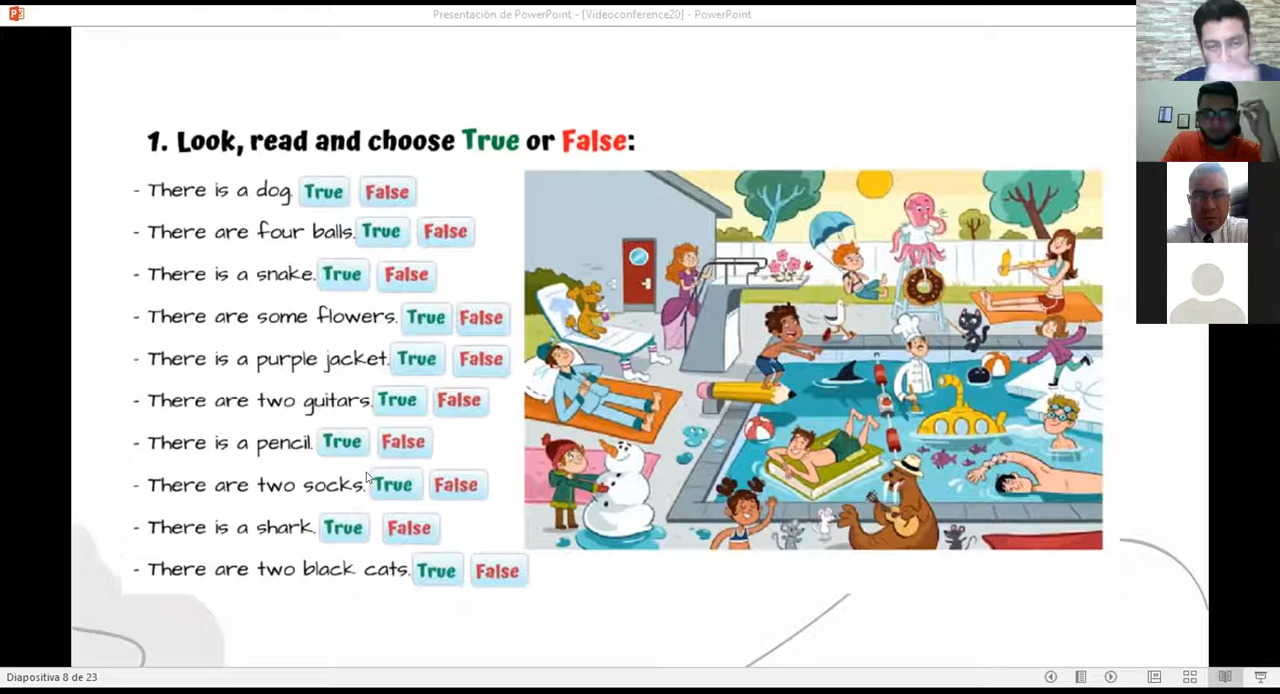 Presentación de PowerPoint - [Videoconference20] - PowerPoint
1. Look, read and choose True or False:
- There is a dog. True False
- There are four balls. True False
- There is a snake. True False
- There are some flowers. True False
- There is a purple jacket. True False
- There are two guitars. True False
- There is a pencil. True False
- There are two socks. True False
- There is a shark. True False
- There are two black cats. True False
Diapositiva 8 de 23